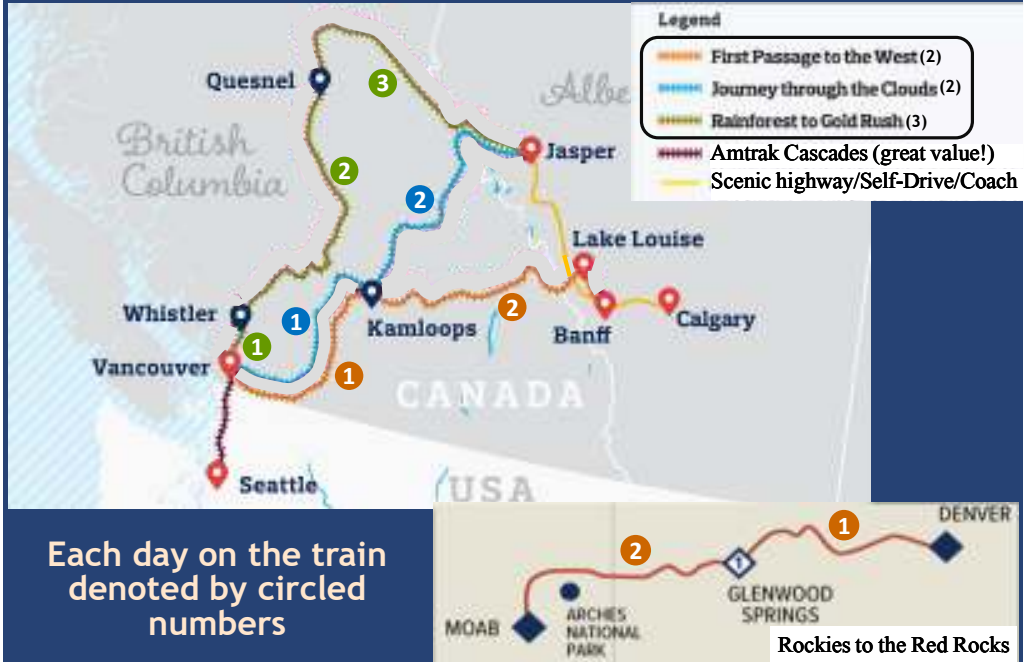 Legend
First Passage to the West (2)
Journey through the Clouds (2)
Rainforest to Gold Rush (3)
Amtrak Cascades (great value!)
Scenic highway/Self-Drive/Coach
Quesnel
3
Albe
British
Columbia
Jasper
2
2
Lake Louise
Whistler
1
Kamloops
2
Banff
Calgary
1
Vancouver
1
CANADA
Seattle
USA
Each day on the train
denoted by circled
numbers
DENVER
1
2
1
GLENWOOD
SPRINGS
MOAB
ARCHES
NATIONAL
PARK
Rockies to the Red Rocks